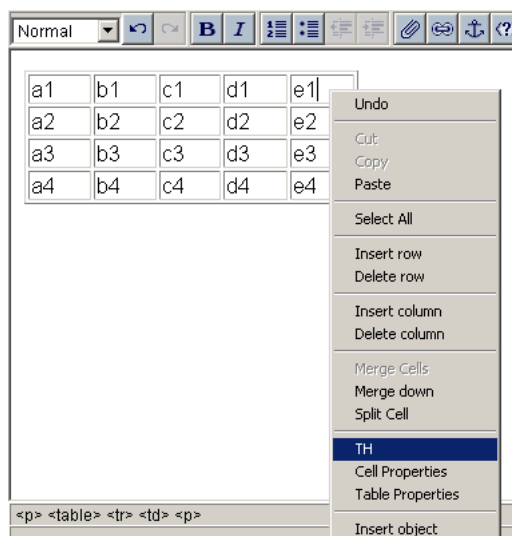 Normal B I
a1 b1 c1 d1 e1
a2 b2 c2 d2 e2
a3 b3 c3 d3 e3
a4 b4 c4 d4 e4
Undo
Cut
Copy
Paste
Select All
Insert row
Delete row
Insert column
Delete column
Merge Cells
Merge down
Split Cell
TH
Cell Properties
Table Properties
Insert object
<p> <table> <tr> <td> <p>